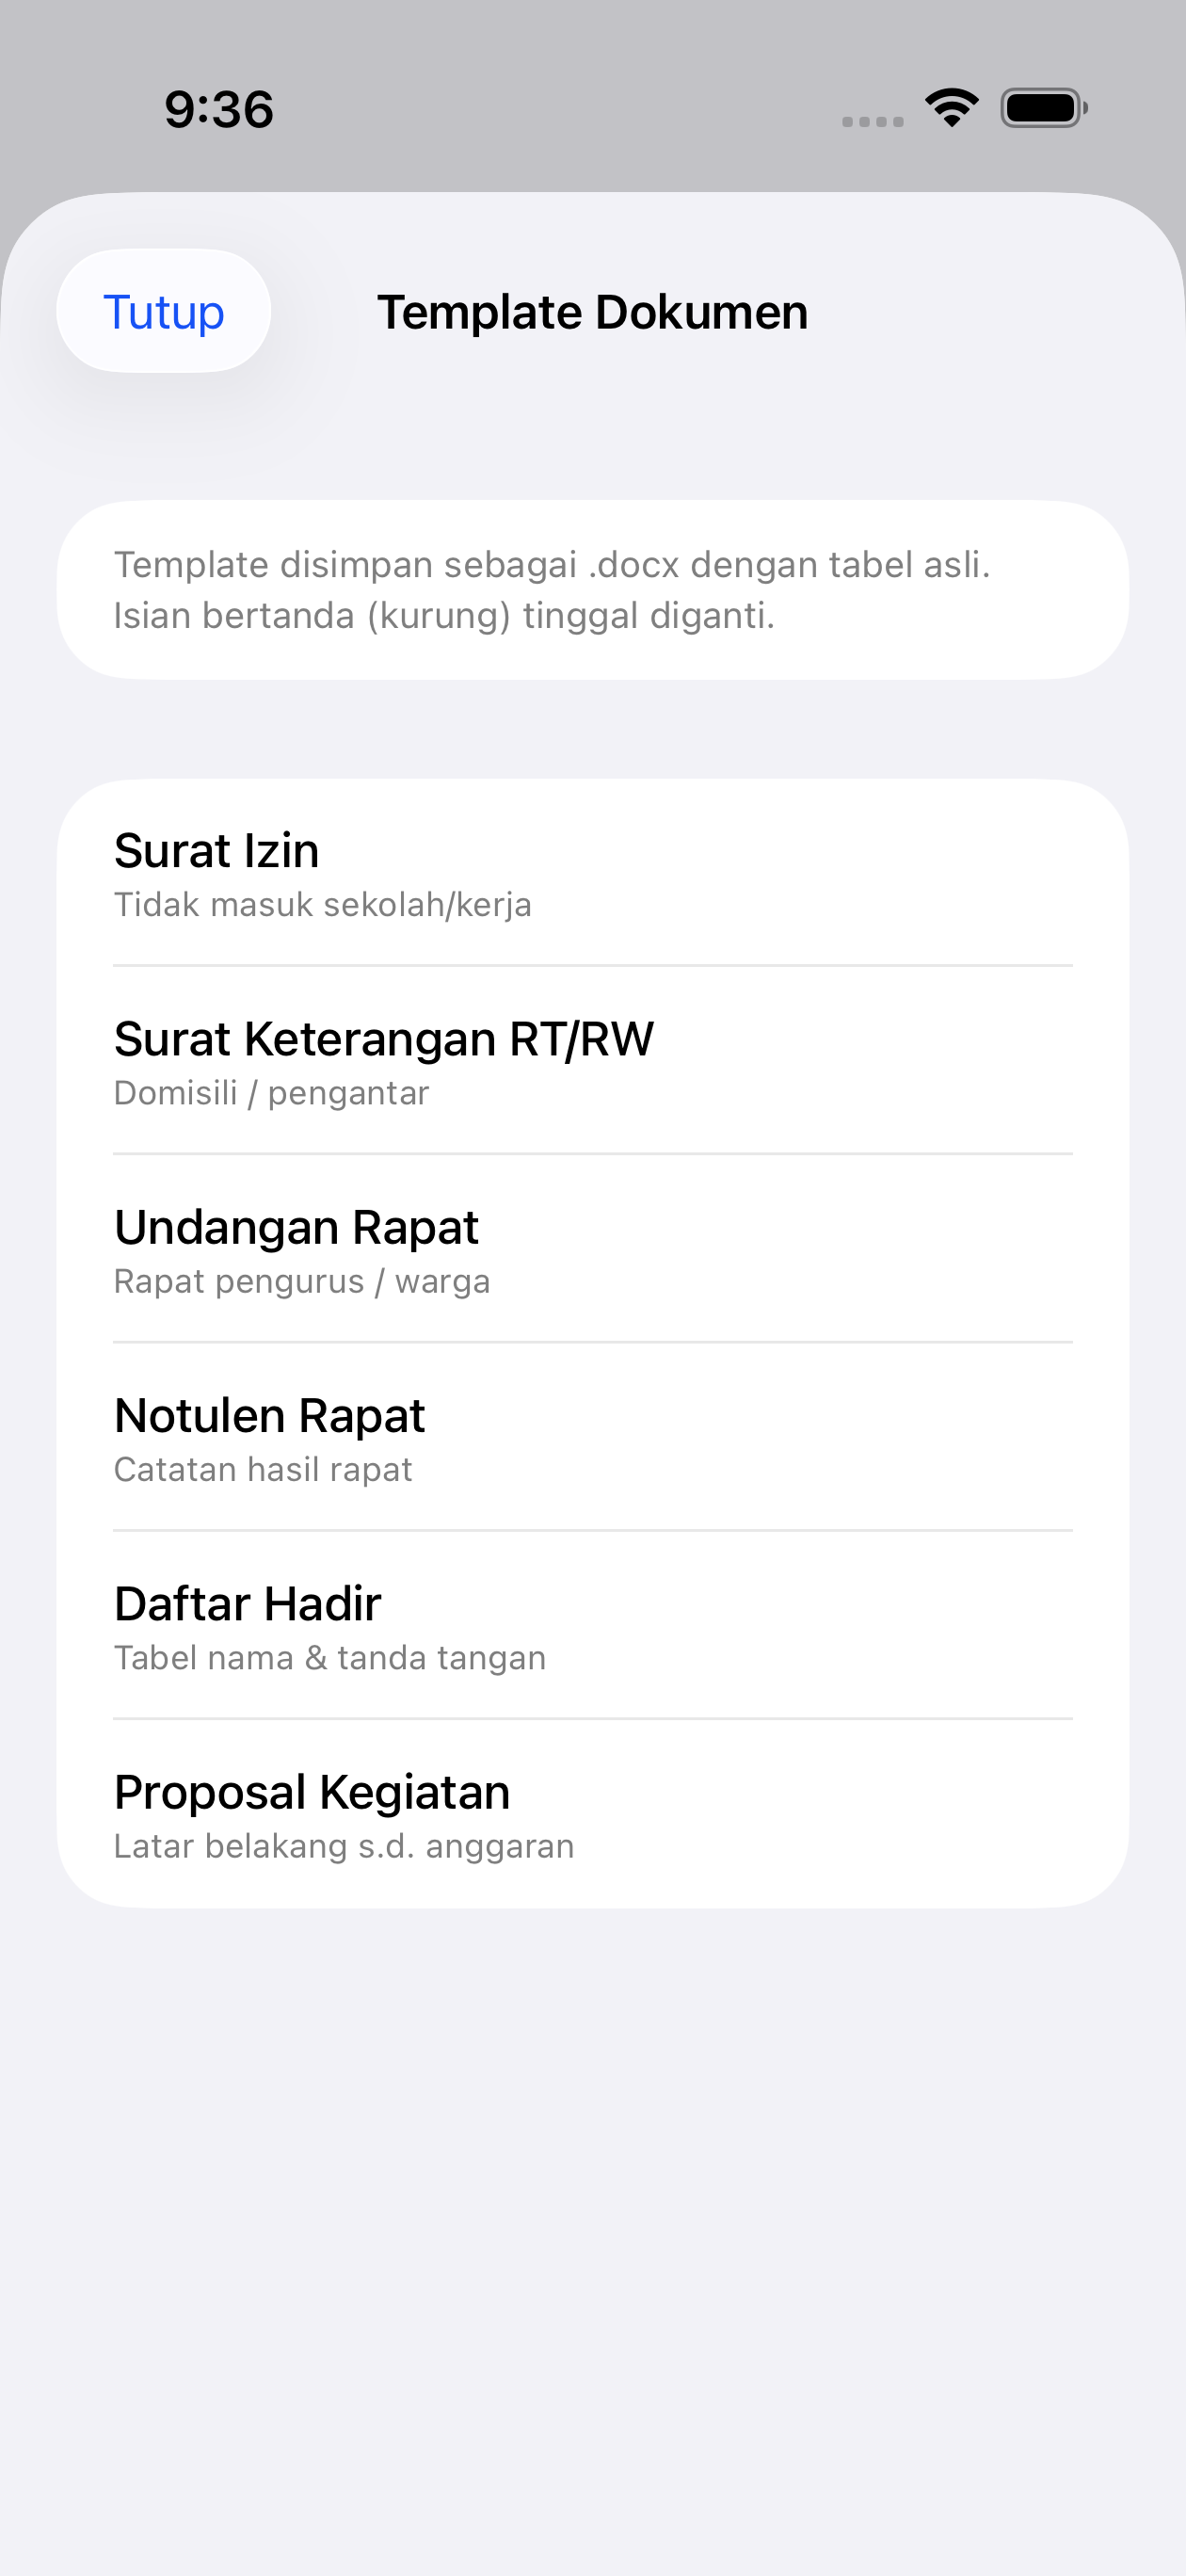 9:36
Tutup
Template Dokumen
Template disimpan sebagai .docx dengan tabel asli.
Isian bertanda (kurung) tinggal diganti.
Surat Izin
Tidak masuk sekolah/kerja
Surat Keterangan RT/RW
Domisili / pengantar
Undangan Rapat
Rapat pengurus / warga
Notulen Rapat
Catatan hasil rapat
Daftar Hadir
Tabel nama & tanda tangan
Proposal Kegiatan
Latar belakang s.d. anggaran